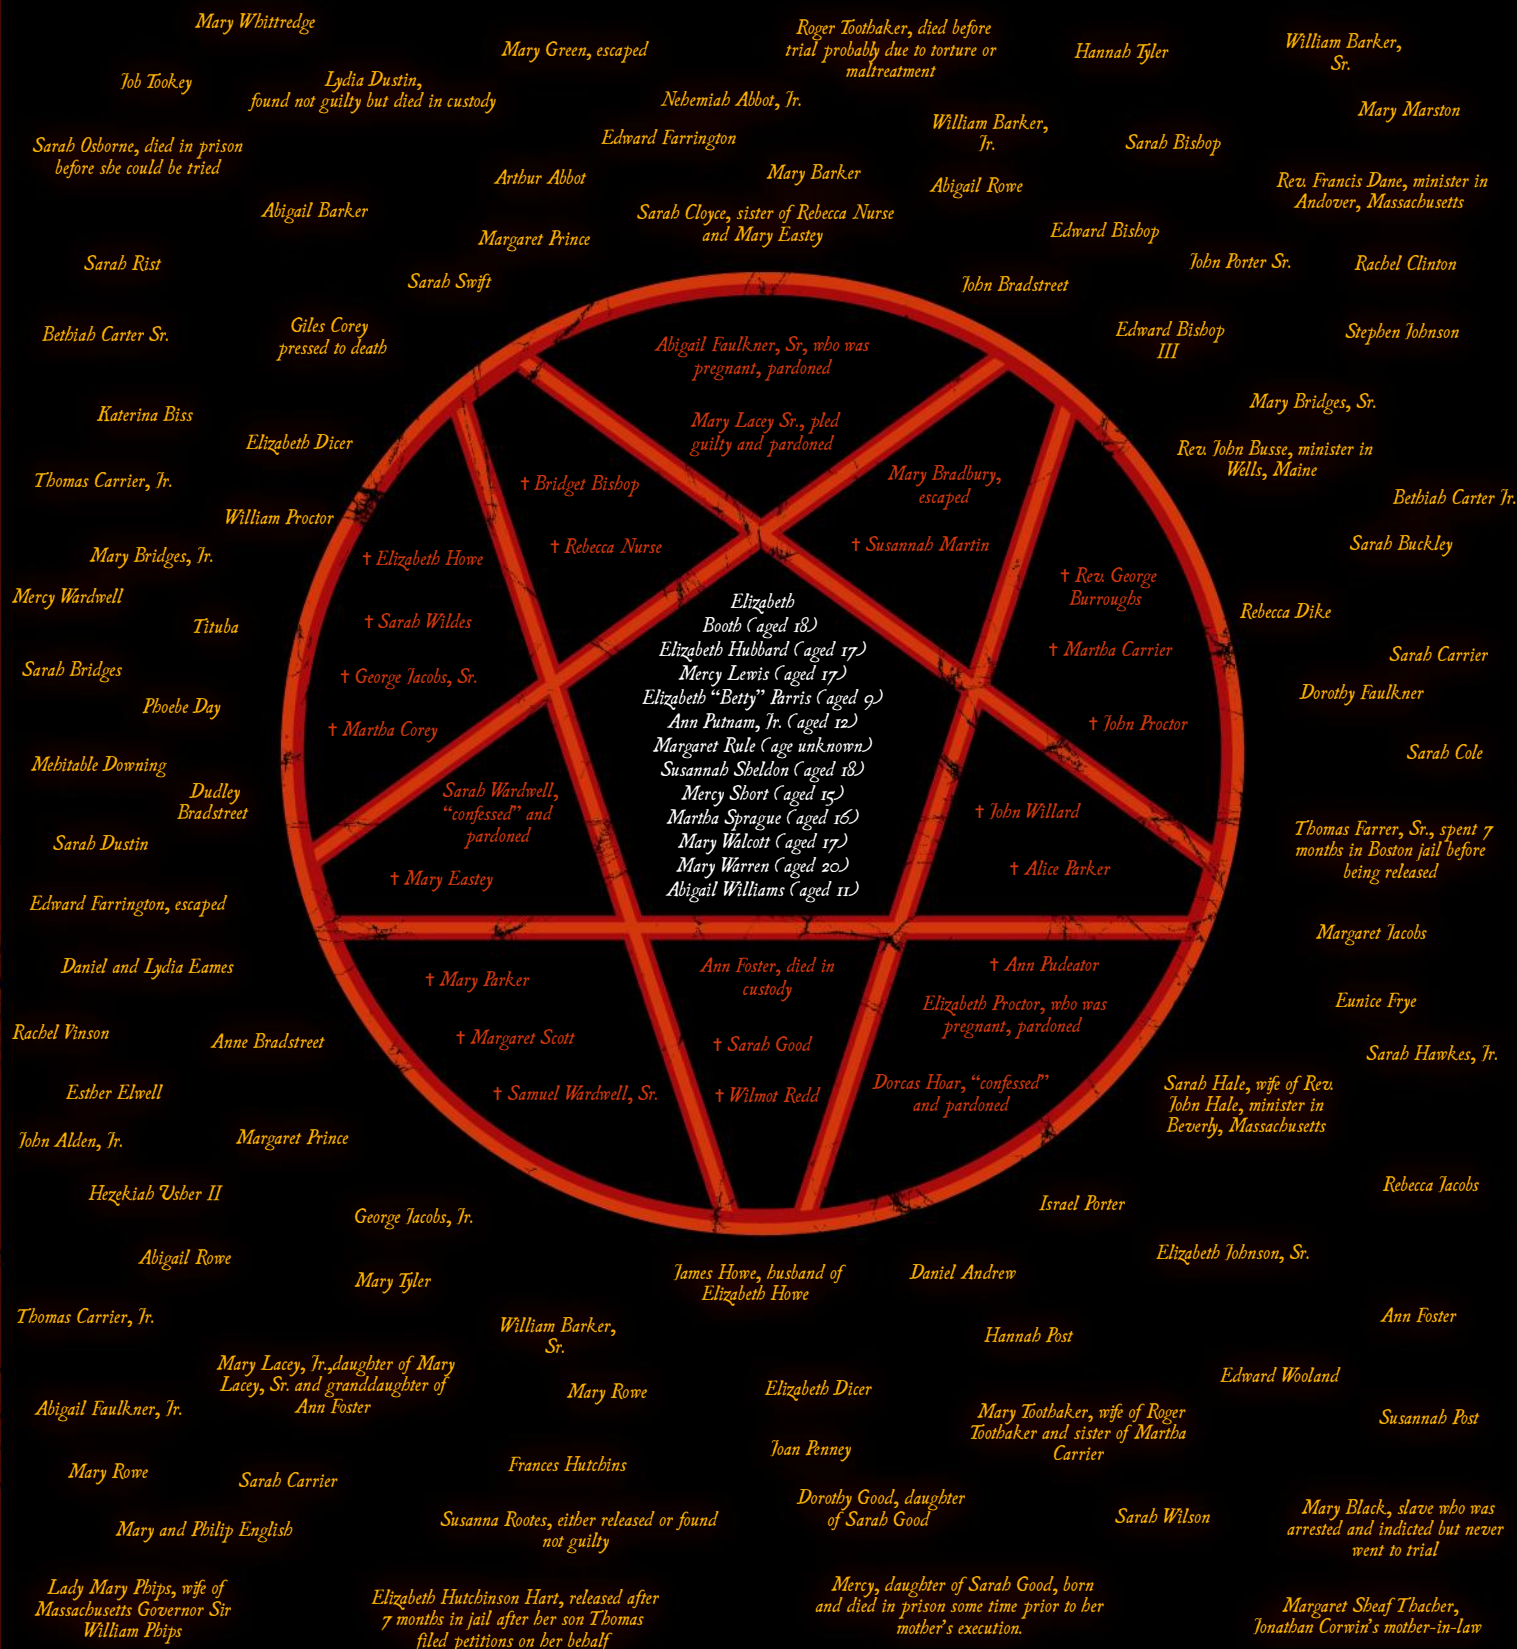 Mary Whittredge
Mary Green, escaped
Roger Toothaker, died before
trial probably due to torture or
maltreatment
Hannah Tyler
William Barker,
Sr.
Job Tookey
Lydia Dustin,
found not guilty but died in custody
Nehemiah Abbot, Jr.
Mary Marston
Edward Farrington
William Barker,
Jr.
Sarah Bishop
Sarah Osborne, died in prison
before she could be tried
Arthur Abbot
Mary Barker
Abigail Rowe
Rev. Francis Dane, minister in
Andover, Massachusetts
Abigail Barker
Sarah Cloyce, sister of Rebecca Nurse
and Mary Eastey
Margaret Prince
Edward Bishop
Sarah Rist
John Porter Sr.
Rachel Clinton
Sarah Swift
John Bradstreet
Bethiah Carter Sr.
Giles Corey
pressed to death
Edward Bishop
III
Stephen Johnson
Abigail Faulkner, Sr, who was
pregnant, pardoned
Katerina Biss
Mary Bridges, Sr.
Mary Lacey Sr., pled
guilty and pardoned
Elizabeth Dicer
Rev. John Busse, minister in
Wells, Maine
Thomas Carrier, Jr.
† Bridget Bishop
Mary Bradbury,
escaped
Bethiah Carter Jr.
William Proctor
† Rebecca Nurse
† Susannah Martin
Sarah Buckley
Mary Bridges, Jr.
† Elizabeth Howe
† Rev. George
Burroughs
Mercy Wardwell
Rebecca Dike
Tituba
† Sarah Wildes
† Martha Carrier
Sarah Carrier
Sarah Bridges
† George Jacobs, Sr.
Dorothy Faulkner
Phoebe Day
† Martha Corey
† John Proctor
Sarah Cole
Elizabeth
Booth (aged 18)
Elizabeth Hubbard (aged 17)
Mercy Lewis (aged 17)
Elizabeth “Betty” Parris (aged 9)
Ann Putnam, Jr. (aged 12)
Margaret Rule (age unknown)
Susannah Sheldon (aged 18)
Mercy Short (aged 15)
Martha Sprague (aged 16)
Mary Walcott (aged 17)
Mary Warren (aged 20)
Abigail Williams (aged 11)
Mehitable Downing
Dudley
Bradstreet
Sarah Wardwell,
“confessed” and
pardoned
† John Willard
Sarah Dustin
Thomas Farrer, Sr., spent 7
months in Boston jail before
being released
† Mary Eastey
† Alice Parker
Edward Farrington, escaped
Margaret Jacobs
Daniel and Lydia Eames
† Mary Parker
Ann Foster, died in
custody
† Ann Pudeator
Elizabeth Proctor, who was
pregnant, pardoned
Eunice Frye
Rachel Vinson
Anne Bradstreet
† Margaret Scott
† Sarah Good
Sarah Hawkes, Jr.
Esther Elwell
† Samuel Wardwell, Sr.
† Wilmot Redd
Dorcas Hoar, “confessed”
and pardoned
Sarah Hale, wife of Rev.
John Hale, minister in
Beverly, Massachusetts
John Alden, Jr.
Margaret Prince
Hezekiah Usher II
Rebecca Jacobs
George Jacobs, Jr.
Israel Porter
Abigail Rowe
Elizabeth Johnson, Sr.
Mary Tyler
James Howe, husband of
Elizabeth Howe
Daniel Andrew
Thomas Carrier, Jr.
William Barker,
Sr.
Hannah Post
Ann Foster
Mary Lacey, Jr.,daughter of Mary
Lacey, Sr. and granddaughter of
Ann Foster
Edward Wooland
Abigail Faulkner, Jr.
Mary Rowe
Elizabeth Dicer
Mary Toothaker, wife of Roger
Toothaker and sister of Martha
Carrier
Susannah Post
Joan Penney
Mary Rowe
Sarah Carrier
Frances Hutchins
Mary and Philip English
Susanna Rootes, either released or found
not guilty
Dorothy Good, daughter
of Sarah Good
Sarah Wilson
Mary Black, slave who was
arrested and indicted but never
went to trial
Lady Mary Phips, wife of
Massachusetts Governor Sir
William Phips
Elizabeth Hutchinson Hart, released after
7 months in jail after her son Thomas
filed petitions on her behalf
Mercy, daughter of Sarah Good, born
and died in prison some time prior to her
mother's execution.
Margaret Sheaf Thacher,
Jonathan Corwin's mother-in-law